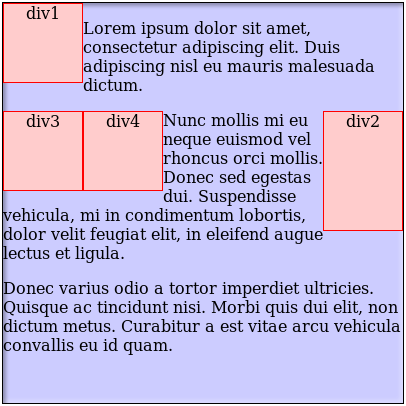 div1
Lorem ipsum dolor sit amet,
consectetur adipiscing elit. Duis
adipiscing nisl eu mauris malesuada
dictum.
div3
div4
Nunc mollis mi eu
neque euismod vel
rhoncus orci mollis.
Donec sed egestas
dui. Suspendisse
div2
vehicula, mi in condimentum lobortis,
dolor velit feugiat elit, in eleifend augue
lectus et ligula.
Donec varius odio a tortor imperdiet ultricies.
Quisque ac tincidunt nisi. Morbi quis dui elit, non
dictum metus. Curabitur a est vitae arcu vehicula
convallis eu id quam.